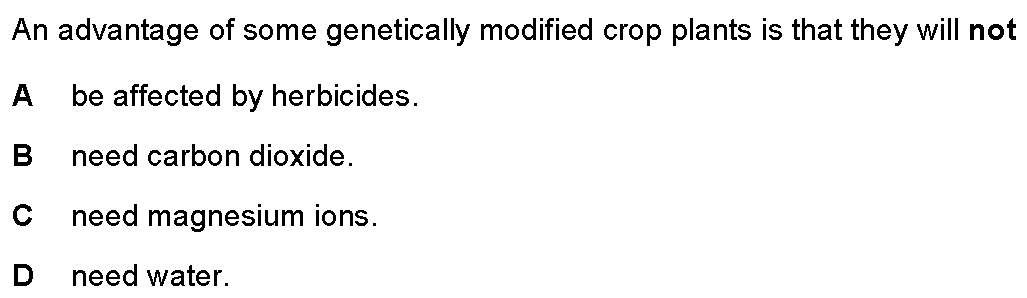 An advantage of some genetically modified crop plants is that they will not
A be affected by herbicides.
B need carbon dioxide.
C need magnesium ions.
D need water.